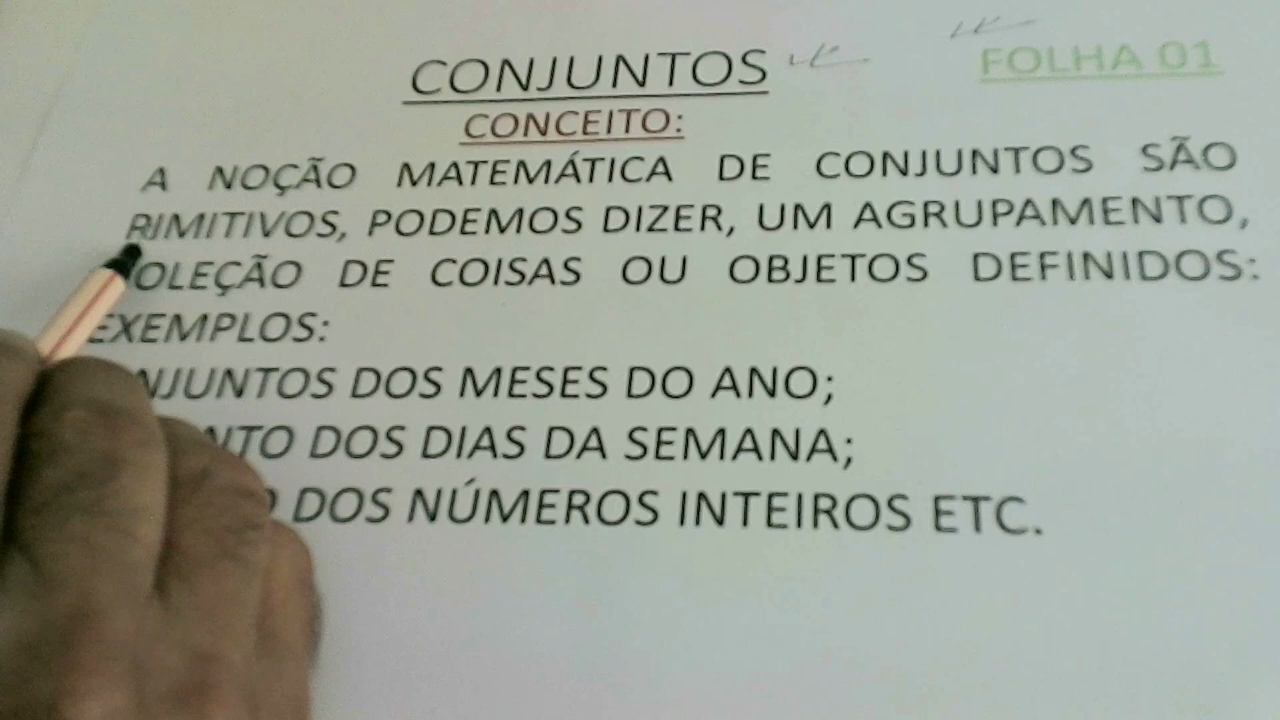 CONJUNTOS
FOLHA 01
CONCEITO:
A NOÇÃO MATEMÁTICA DE CONJUNTOS SÃO
RIMITIVOS, PODEMOS DIZER, UM AGRUPAMENTO,
OLEÇÃO DE COISAS OU OBJETOS DEFINIDOS:
EXEMPLOS:
NJUNTOS DOS MESES DO ANO;
NTO DOS DIAS DA SEMANA;
O DOS NÚMEROS INTEIROS ETC.